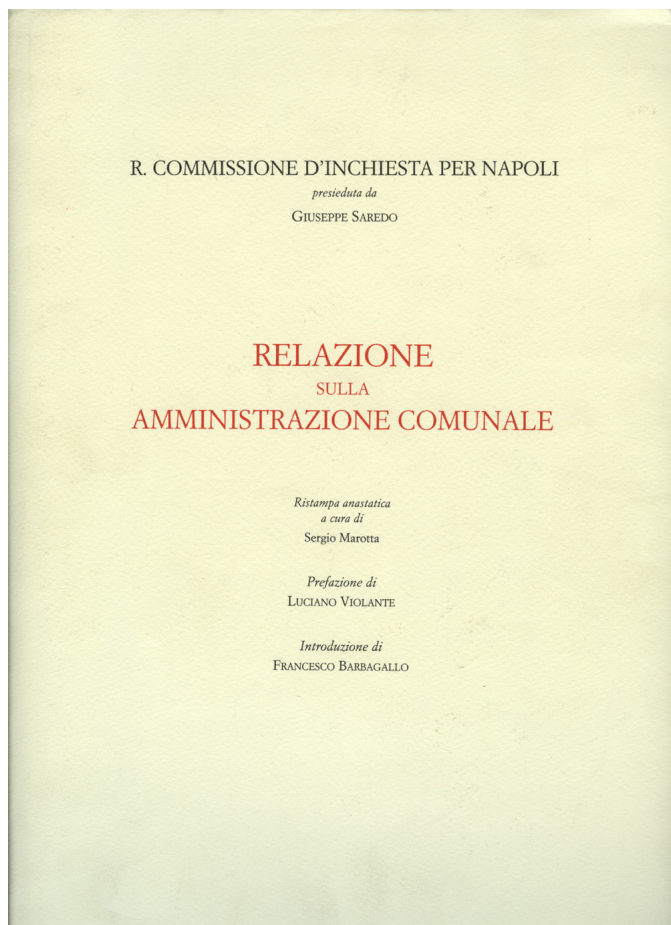 R. COMMISSIONE D'INCHIESTA PER NAPOLI
presieduta da
GIUSEPPE SAREDO
RELAZIONE
SULLA
AMMINISTRAZIONE COMUNALE
Ristampa anastatica
a cura di
Sergio Marotta
Prefazione di
LUCIANO VIOLANTE
Introduzione di
FRANCESCO BARBAGALLO